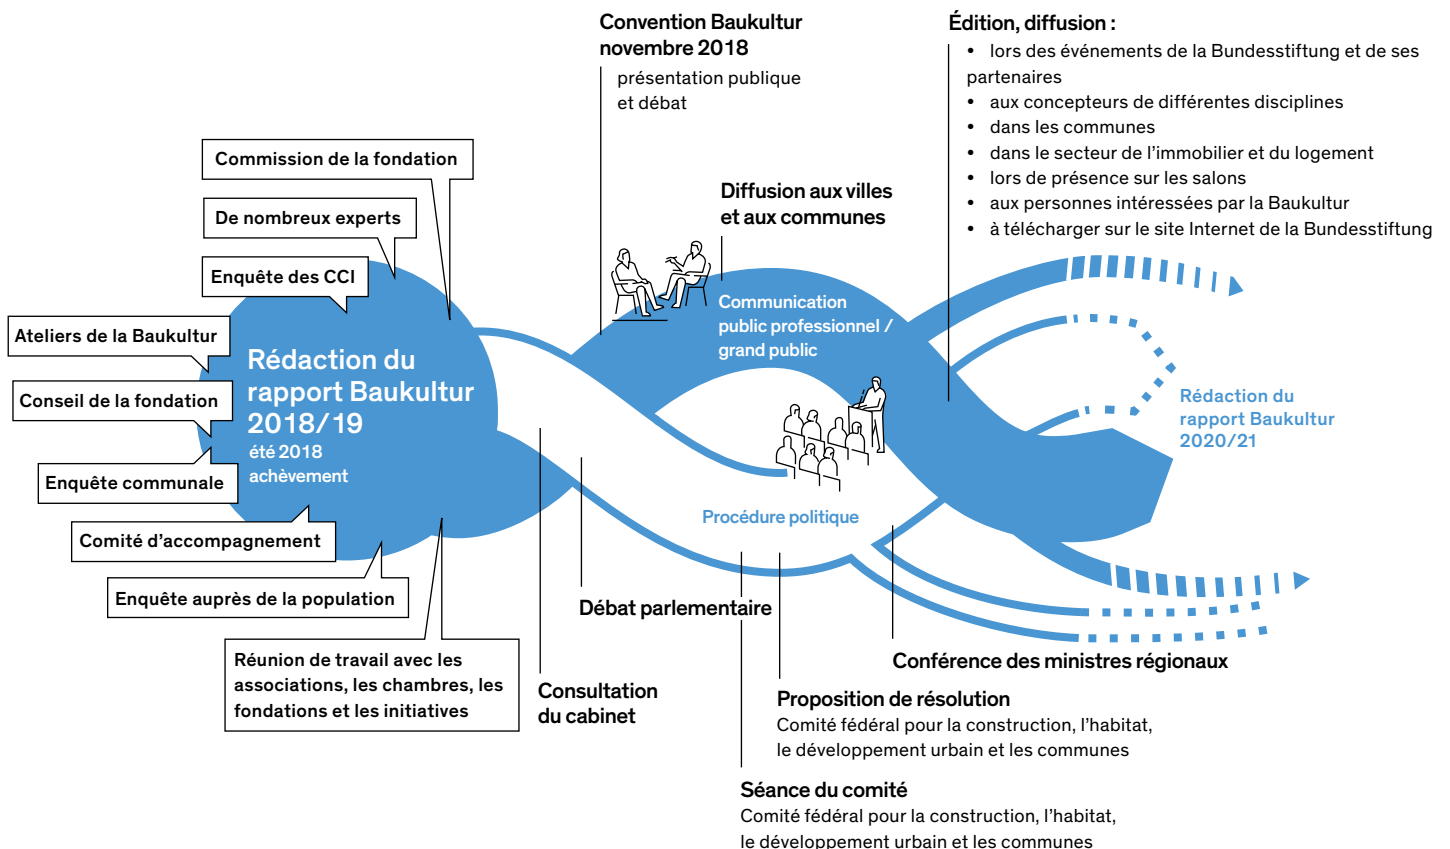 Convention Baukultur
novembre 2018
présentation publique
et débat
Édition, diffusion :
• lors des événements de la Bundesstiftung et de ses
partenaires
• aux concepteurs de différentes disciplines
• dans les communes
• dans le secteur de l’immobilier et du logement
• lors de présence sur les salons
• aux personnes intéressées par la Baukultur
• à télécharger sur le site Internet de la Bundesstiftung
Diffusion aux villes
et aux communes
Commission de la fondation
De nombreux experts
Enquête des CCI
Ateliers de la Baukultur
Conseil de la fondation
Enquête communale
Comité d’accompagnement
Enquête auprès de la population
Réunion de travail avec les
associations, les chambres, les
fondations et les initiatives
Rédaction du
rapport Baukultur
2018/19
été 2018
achèvement
Communication
public professionnel /
grand public
Rédaction du
rapport Baukultur
2020/21
Procédure politique
Débat parlementaire
Consultation
du cabinet
Conférence des ministres régionaux
Proposition de résolution
Comité fédéral pour la construction, l’habitat,
le développement urbain et les communes
Séance du comité
Comité fédéral pour la construction, l’habitat,
le développement urbain et les communes